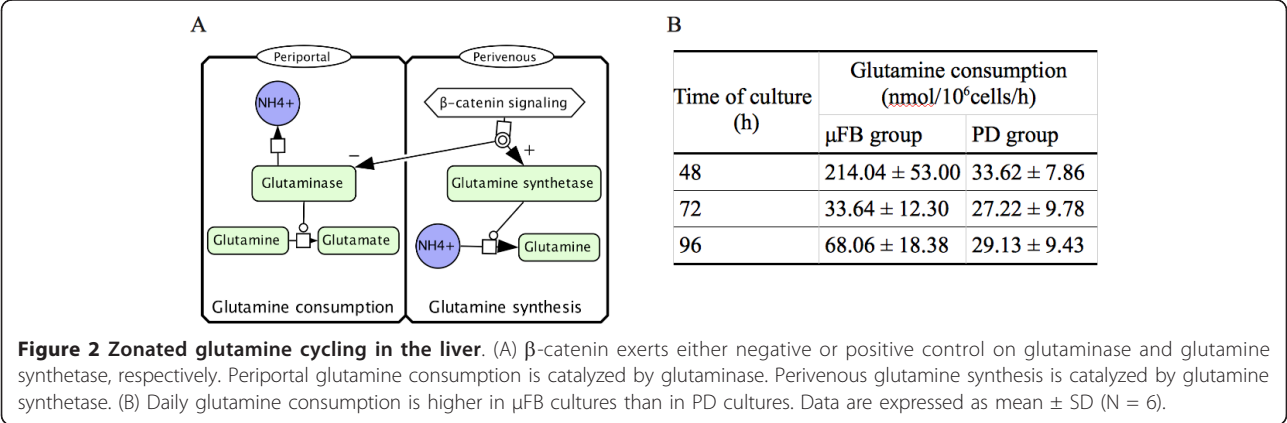 A
B
Periportal
Perivenous
NH4+
β-catenin signaling
−
+
Glutaminase
Glutamine synthetase
Glutamine
Glutamate
NH4+
Glutamine
Glutamine consumption
Glutamine synthesis
Time of culture
(h)
Glutamine consumption
(nmol/10⁶cells/h)
μFB group PD group
48 214.04 ± 53.00 33.62 ± 7.86
72 33.64 ± 12.30 27.22 ± 9.78
96 68.06 ± 18.38 29.13 ± 9.43
Figure 2 Zonated glutamine cycling in the liver. (A) β-catenin exerts either negative or positive control on glutaminase and glutamine
synthetase, respectively. Periportal glutamine consumption is catalyzed by glutaminase. Perivenous glutamine synthesis is catalyzed by glutamine
synthetase. (B) Daily glutamine consumption is higher in μFB cultures than in PD cultures. Data are expressed as mean ± SD (N = 6).